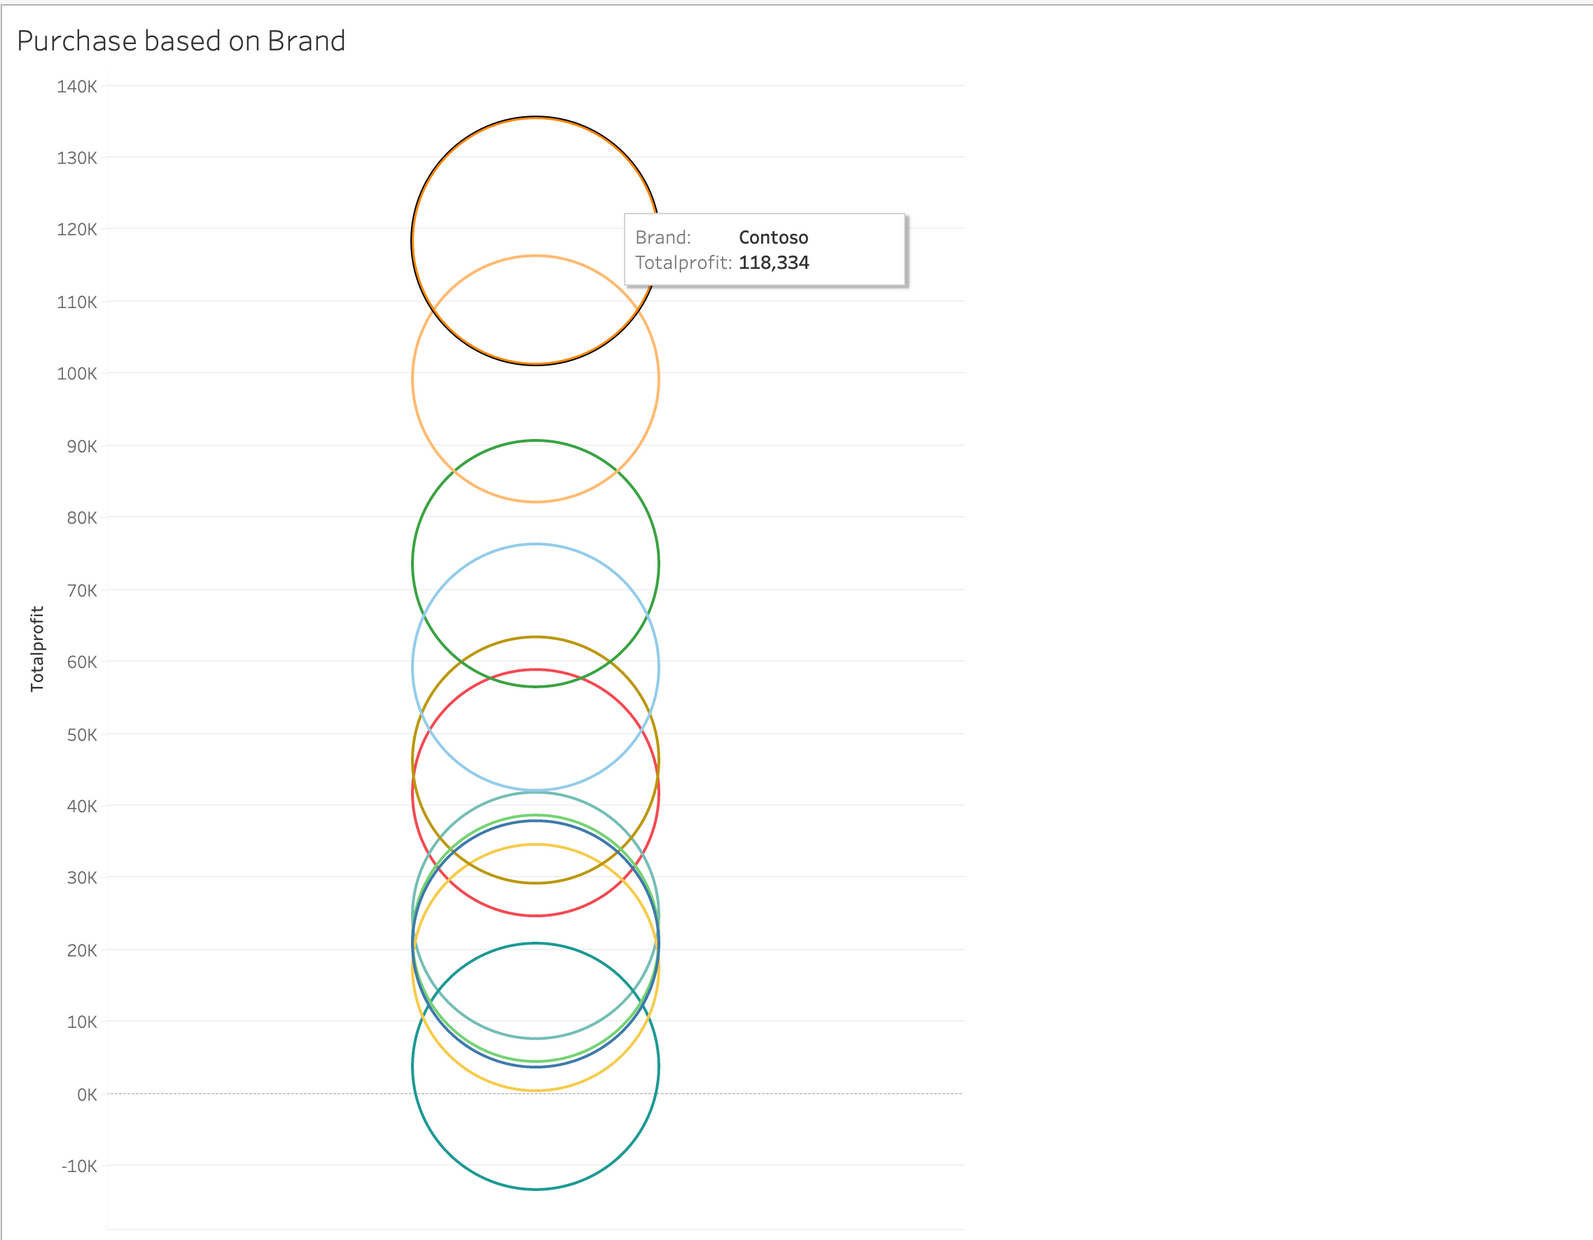 Purchase based on Brand
140K
130K
120K
110K
100K
90K
80K
70K
60K
50K
40K
30K
20K
10K
0K
-10K
Totalprofit
Brand: Contoso
Totalprofit: 118,334